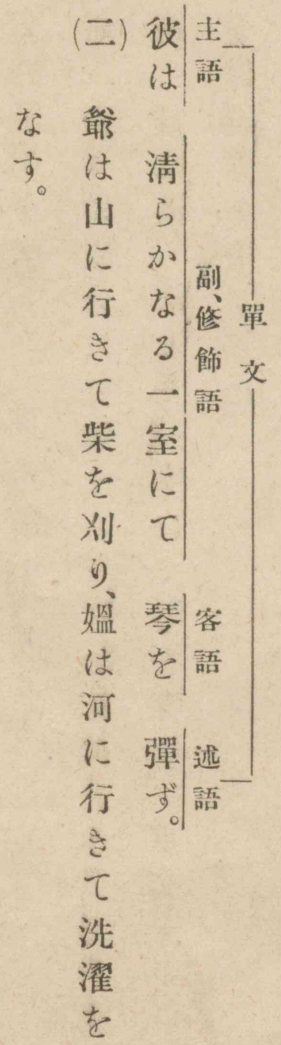 單文
主語 副、修飾語 客語 述語
彼は 淸らかなる一室にて 琴を 彈ず。
(二) 爺は山に行きて柴を刈り、媼は河に行きて洗濯を
なす。